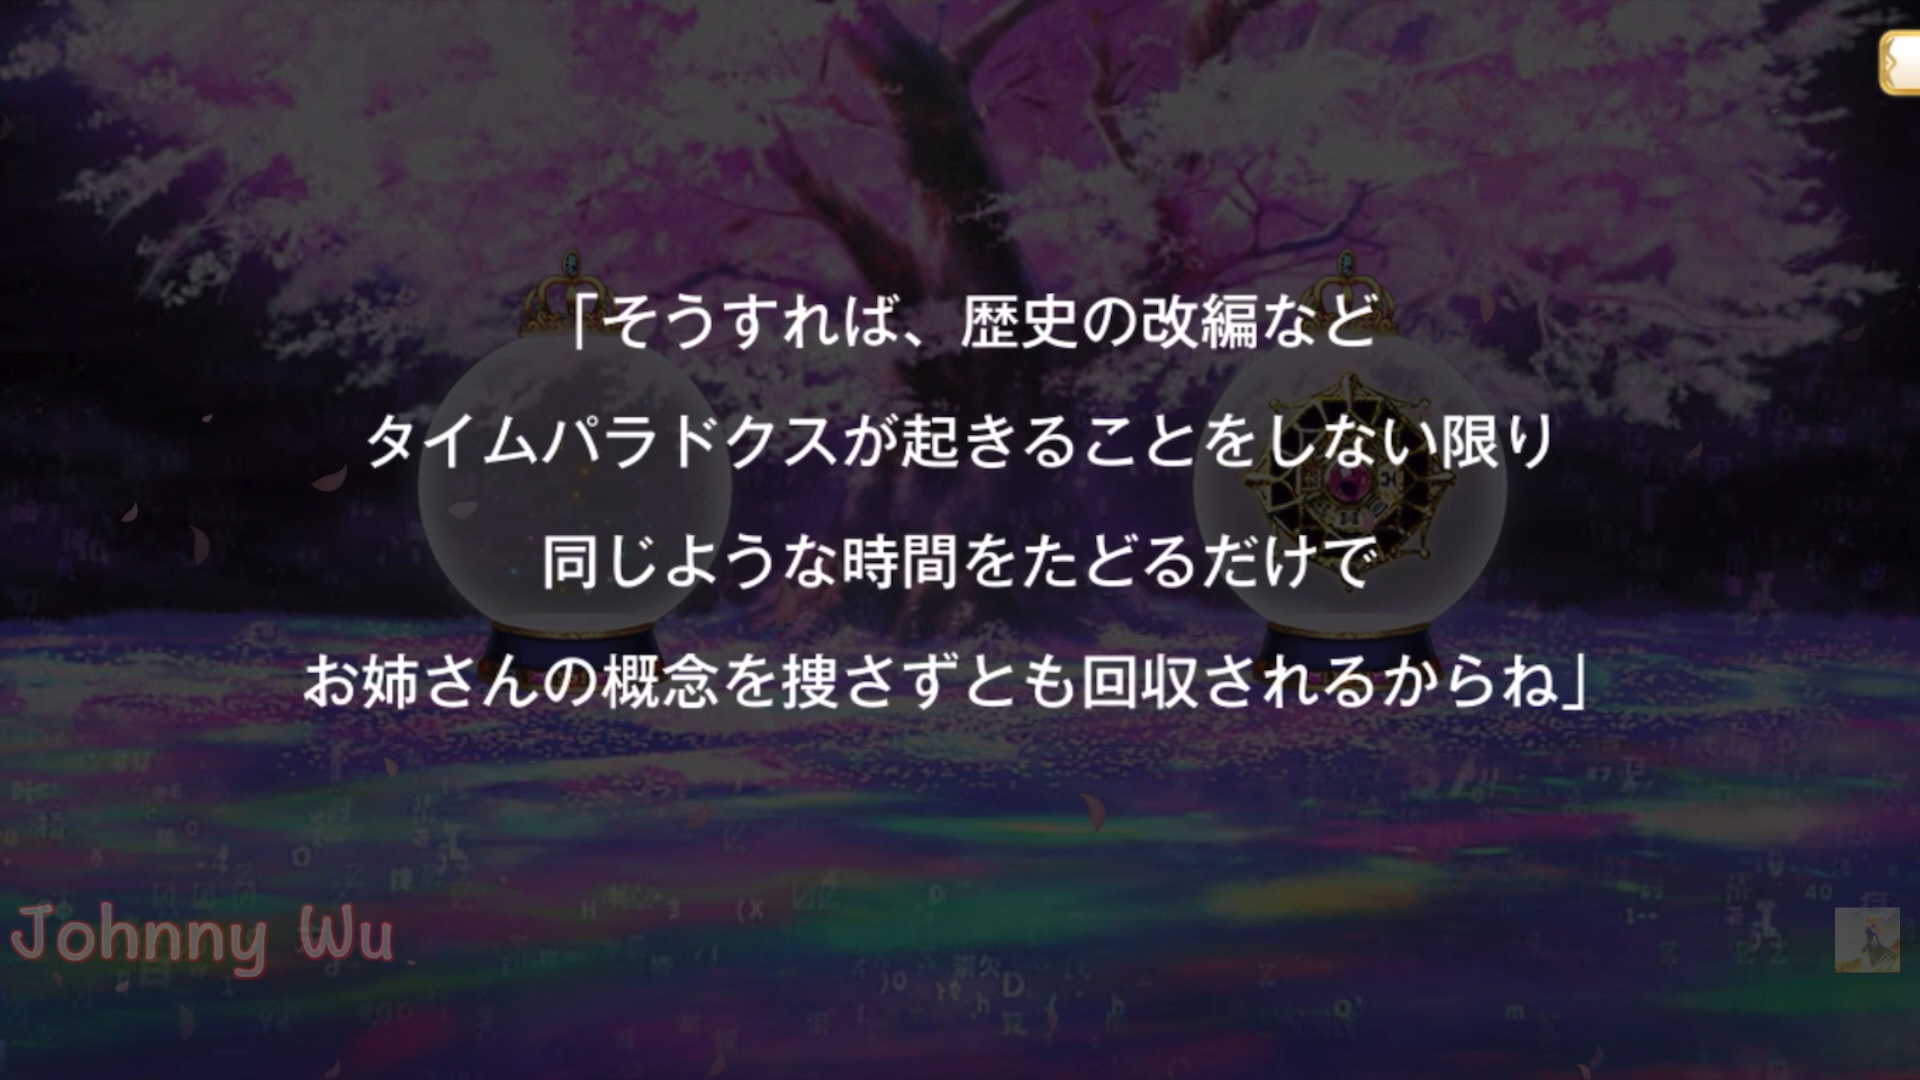 「そうすれば、歴史の改編など
タイムパラドクスが起きることをしない限り
同じような時間をたどるだけで
お姉さんの概念を捜さずとも回収されるからね」
Johnny Wu